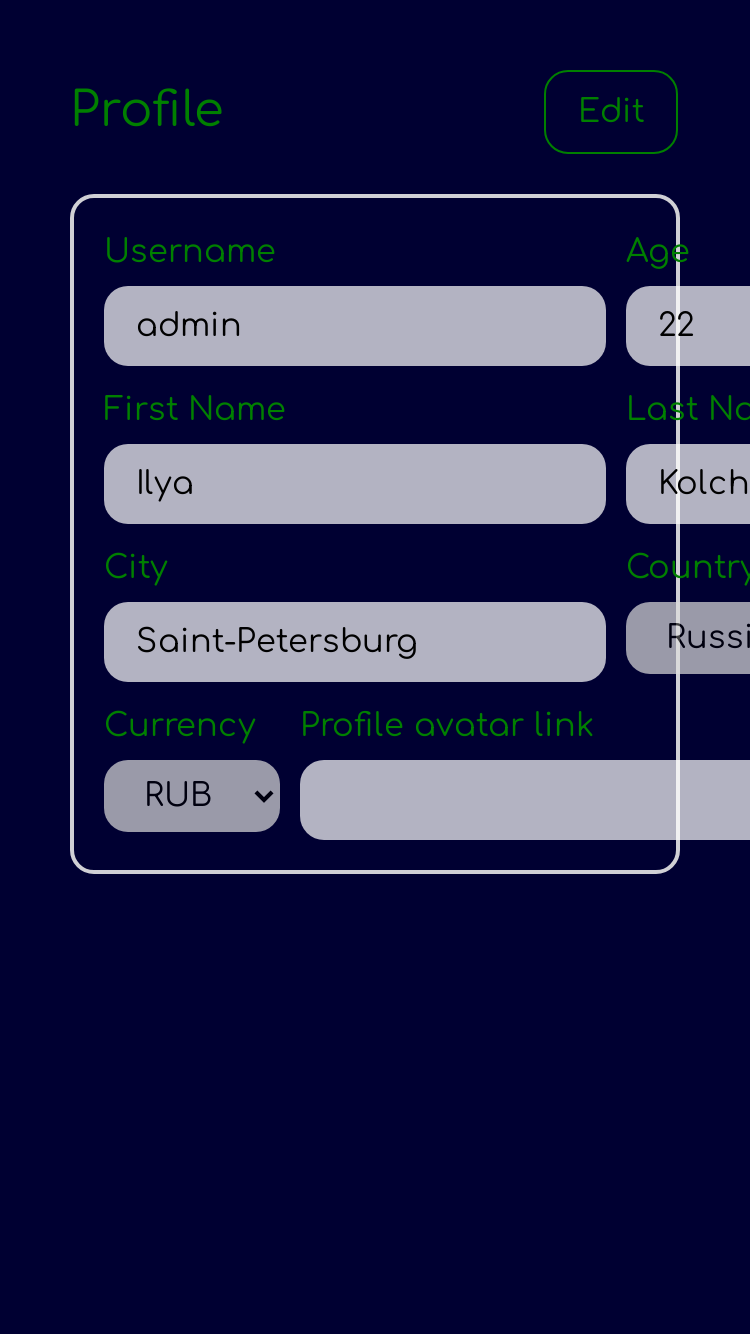 Profile
Edit
Username Age
admin 22
First Name Last Na
Ilya Kolch
City Country
Saint-Petersburg Russi
Currency Profile avatar link
RUB